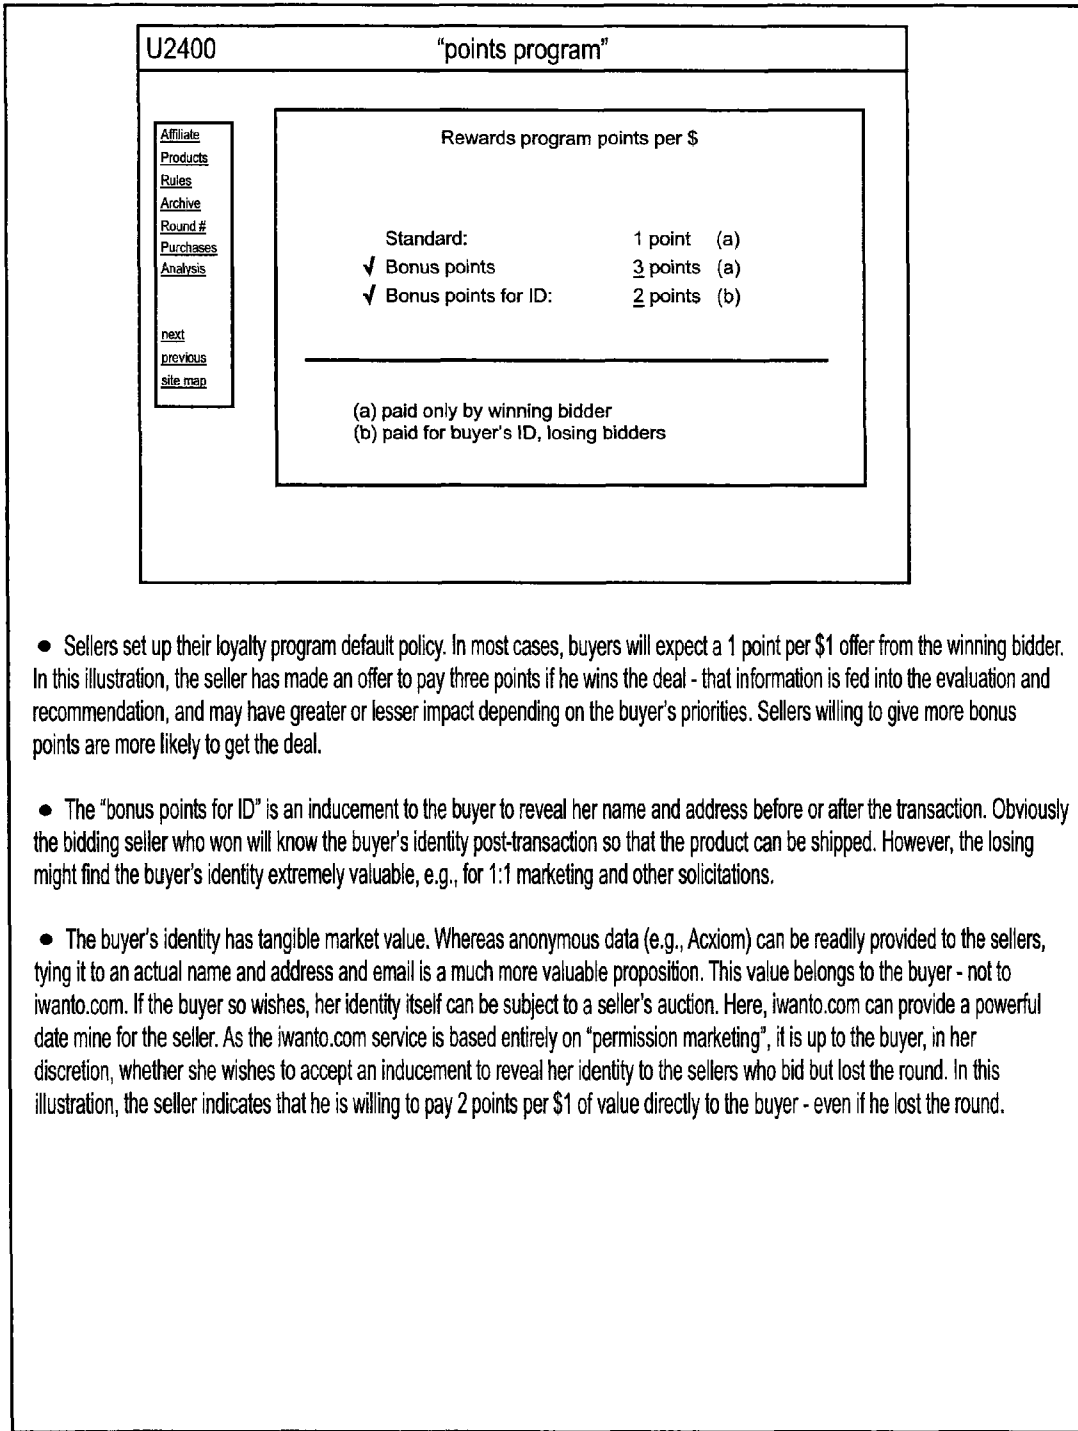 U2400 "points program"
Affiliate
Products
Rules
Archive
Round #
Purchases
Analysis
next
previous
site map
Rewards program points per $
Standard: 1 point (a)
✓ Bonus points 3 points (a)
✓ Bonus points for ID: 2 points (b)
(a) paid only by winning bidder
(b) paid for buyer's ID, losing bidders
● Sellers set up their loyalty program default policy. In most cases, buyers will expect a 1 point per $1 offer from the winning bidder.
In this illustration, the seller has made an offer to pay three points if he wins the deal - that information is fed into the evaluation and
recommendation, and may have greater or lesser impact depending on the buyer's priorities. Sellers willing to give more bonus
points are more likely to get the deal.
● The "bonus points for ID" is an inducement to the buyer to reveal her name and address before or after the transaction. Obviously
the bidding seller who won will know the buyer's identity post-transaction so that the product can be shipped. However, the losing
might find the buyer's identity extremely valuable, e.g., for 1:1 marketing and other solicitations.
● The buyer's identity has tangible market value. Whereas anonymous data (e.g., Acxiom) can be readily provided to the sellers,
tying it to an actual name and address and email is a much more valuable proposition. This value belongs to the buyer - not to
iwanto.com. If the buyer so wishes, her identity itself can be subject to a seller's auction. Here, iwanto.com can provide a powerful
date mine for the seller. As the iwanto.com service is based entirely on "permission marketing", it is up to the buyer, in her
discretion, whether she wishes to accept an inducement to reveal her identity to the sellers who bid but lost the round. In this
illustration, the seller indicates that he is willing to pay 2 points per $1 of value directly to the buyer - even if he lost the round.